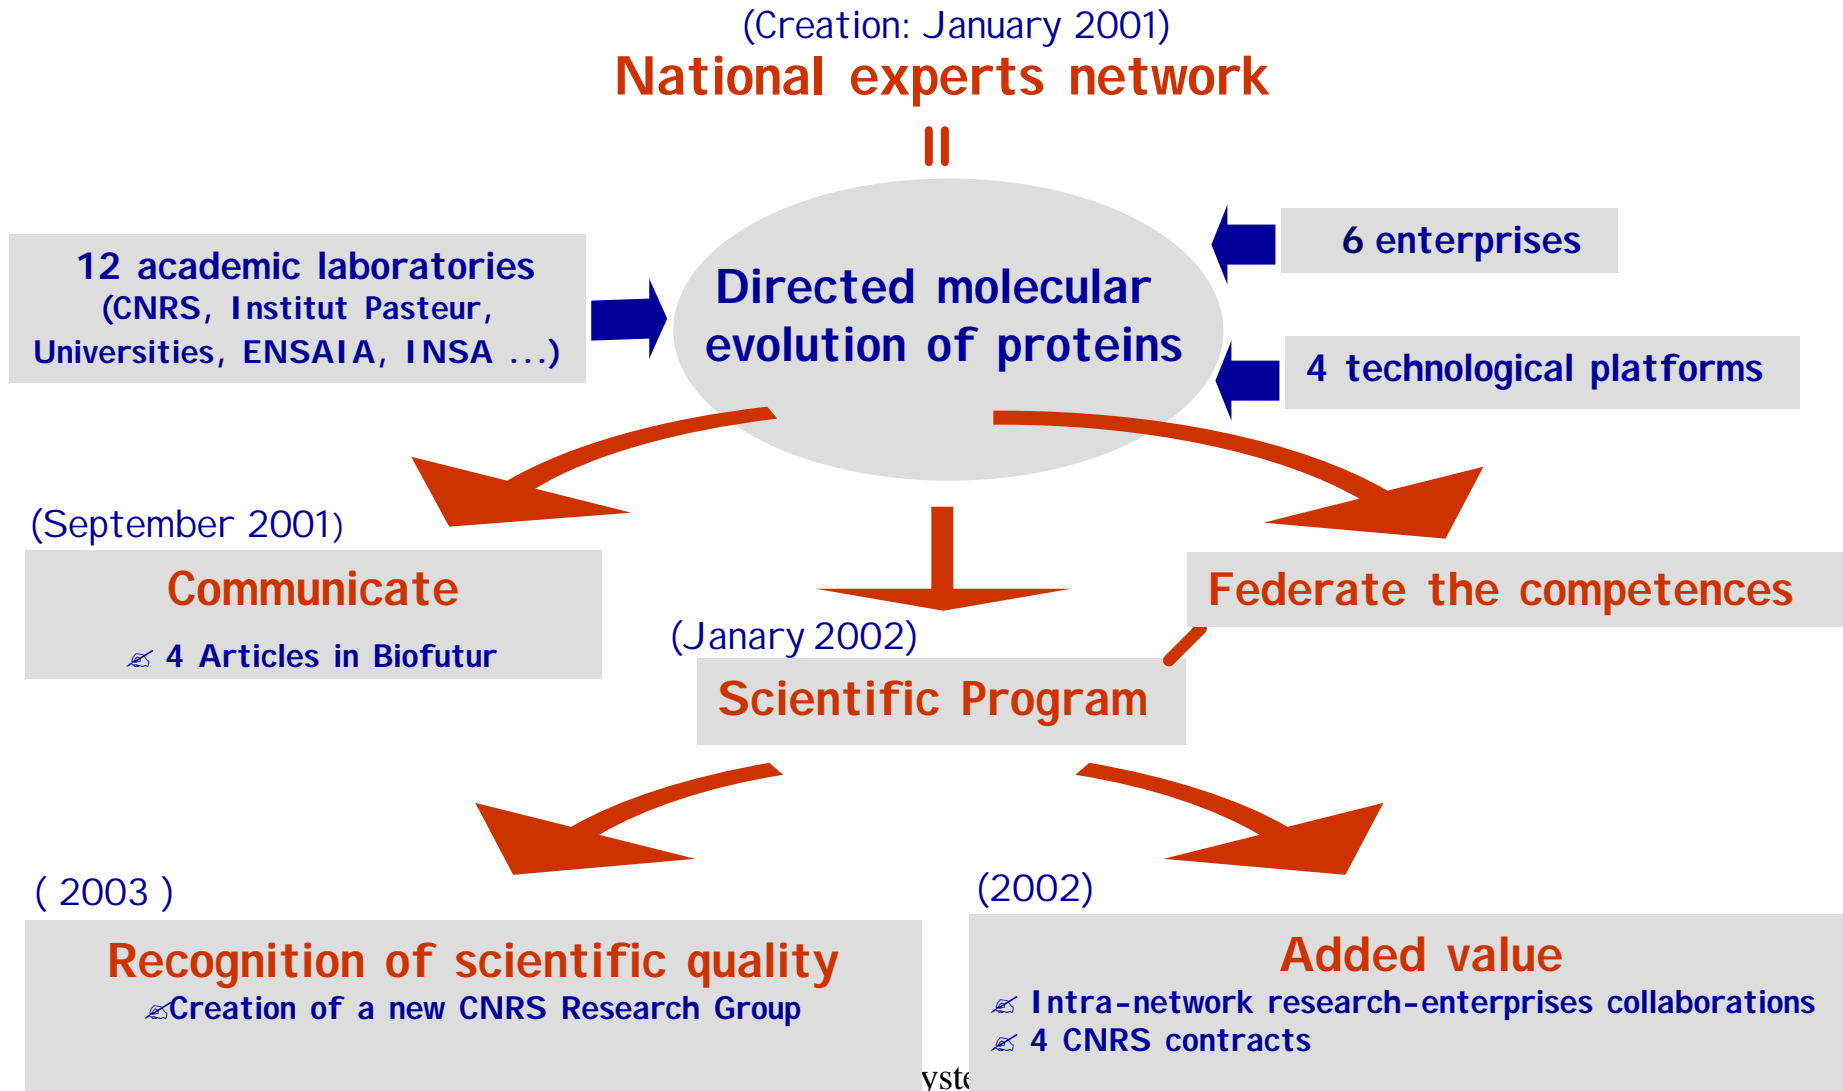 (Creation: January 2001)
National experts network
12 academic laboratories
(CNRS, Institut Pasteur,
Universities, ENSAIA, INSA ...)
Directed molecular
evolution of proteins
6 enterprises
4 technological platforms
(September 2001)
Communicate
4 Articles in Biofutur
(Janary 2002)
Scientific Program
Federate the competences
( 2003 )
Recognition of scientific quality
Creation of a new CNRS Research Group
(2002)
Added value
Intra-network research-enterprises collaborations
4 CNRS contracts